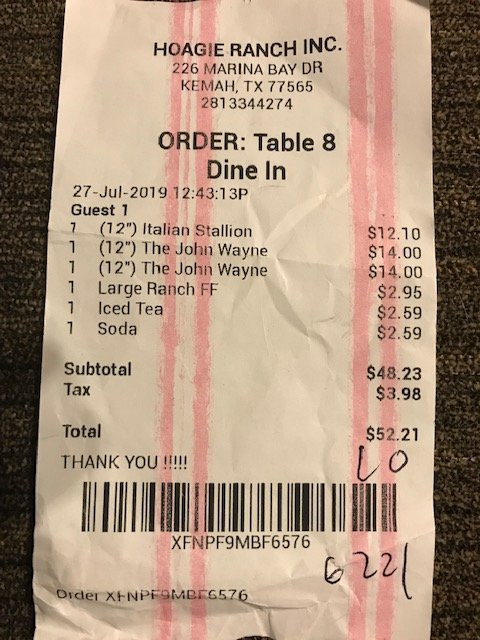 HOAGIE RANCH INC.
226 MARINA BAY DR
KEMAH, TX 77565
2813344274
ORDER: Table 8
Dine In
27-Jul-2019 12:43:13P
Guest 1
1 (12") Italian Stallion $12.10
1 (12") The John Wayne $14.00
1 (12") The John Wayne $14.00
1 Large Ranch FF $2.95
1 Iced Tea $2.59
1 Soda $2.59
Subtotal $48.23
Tax $3.98
Total $52.21
THANK YOU !!!!! 10
XFNPF9MBF6576
6221
Order XFNPF9MBF6576